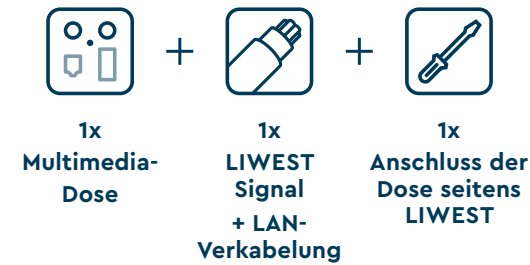 1x
Multimedia-
Dose
1x
LIWEST
Signal
+ LAN-
Verkabelung
1x
Anschluss der
Dose seitens
LIWEST